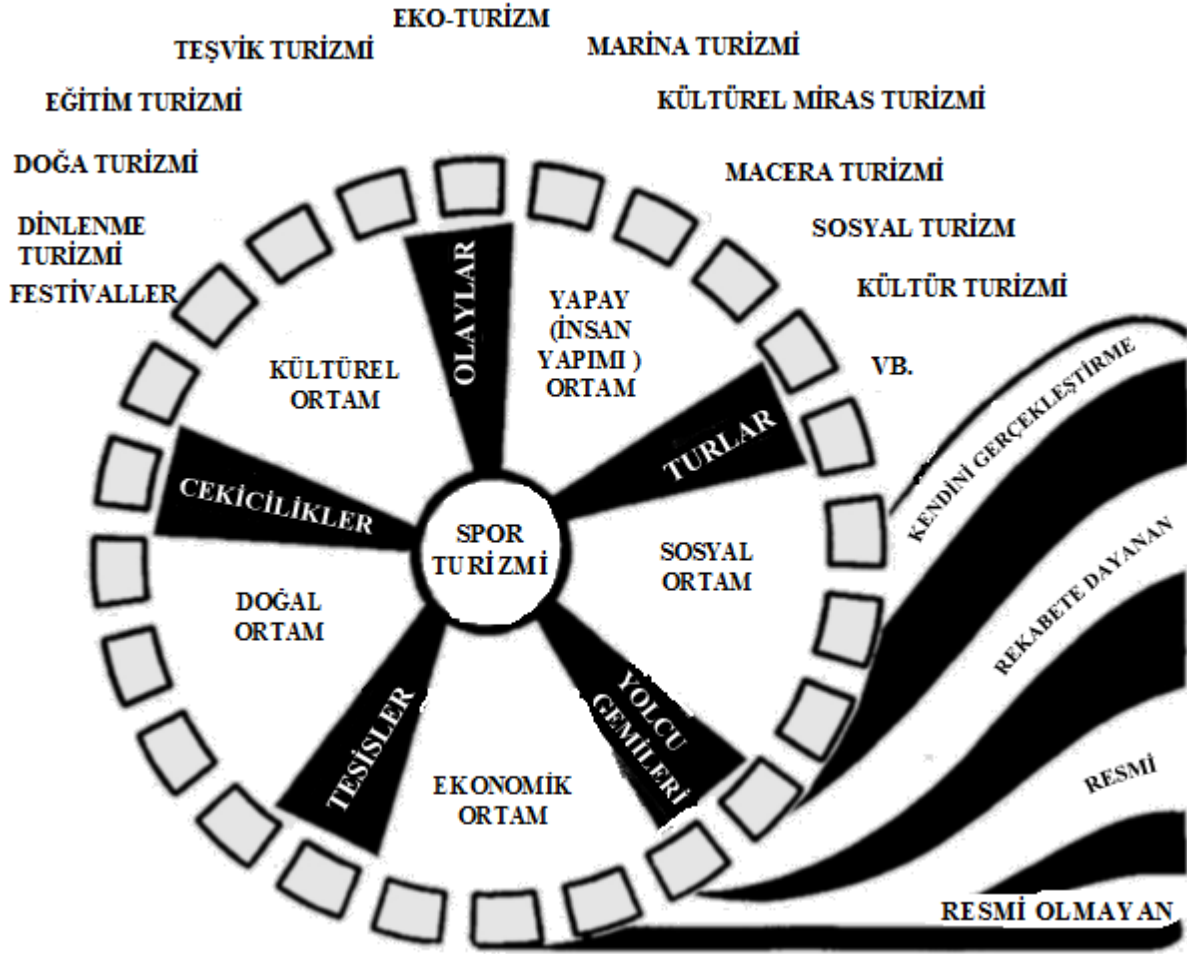 EKO-TURİZM
TEŞVİK TURİZMİ
MARİNA TURİZMİ
EĞİTİM TURİZMİ
KÜLTÜREL MİRAS TURİZMİ
DOĞA TURİZMİ
MACERA TURİZMİ
DİNLENME
TURİZMİ
SOSYAL TURİZM
FESTİVALLER
KÜLTÜR TURİZMİ
VB.
OLAYLAR
YAPAY
(İNSAN
YAPIMI )
ORTAM
KÜLTÜREL
ORTAM
TURLAR
CEKİCİLİKLER
SPOR
TURİZMİ
SOSYAL
ORTAM
DOĞAL
ORTAM
TESİSLER
YOLCU
GEMİLERİ
EKONOMİK
ORTAM
KENDİNİ GERÇEKLEŞTİRME
REKABETE DAYANAN
RESMİ
RESMİ OLMAYAN